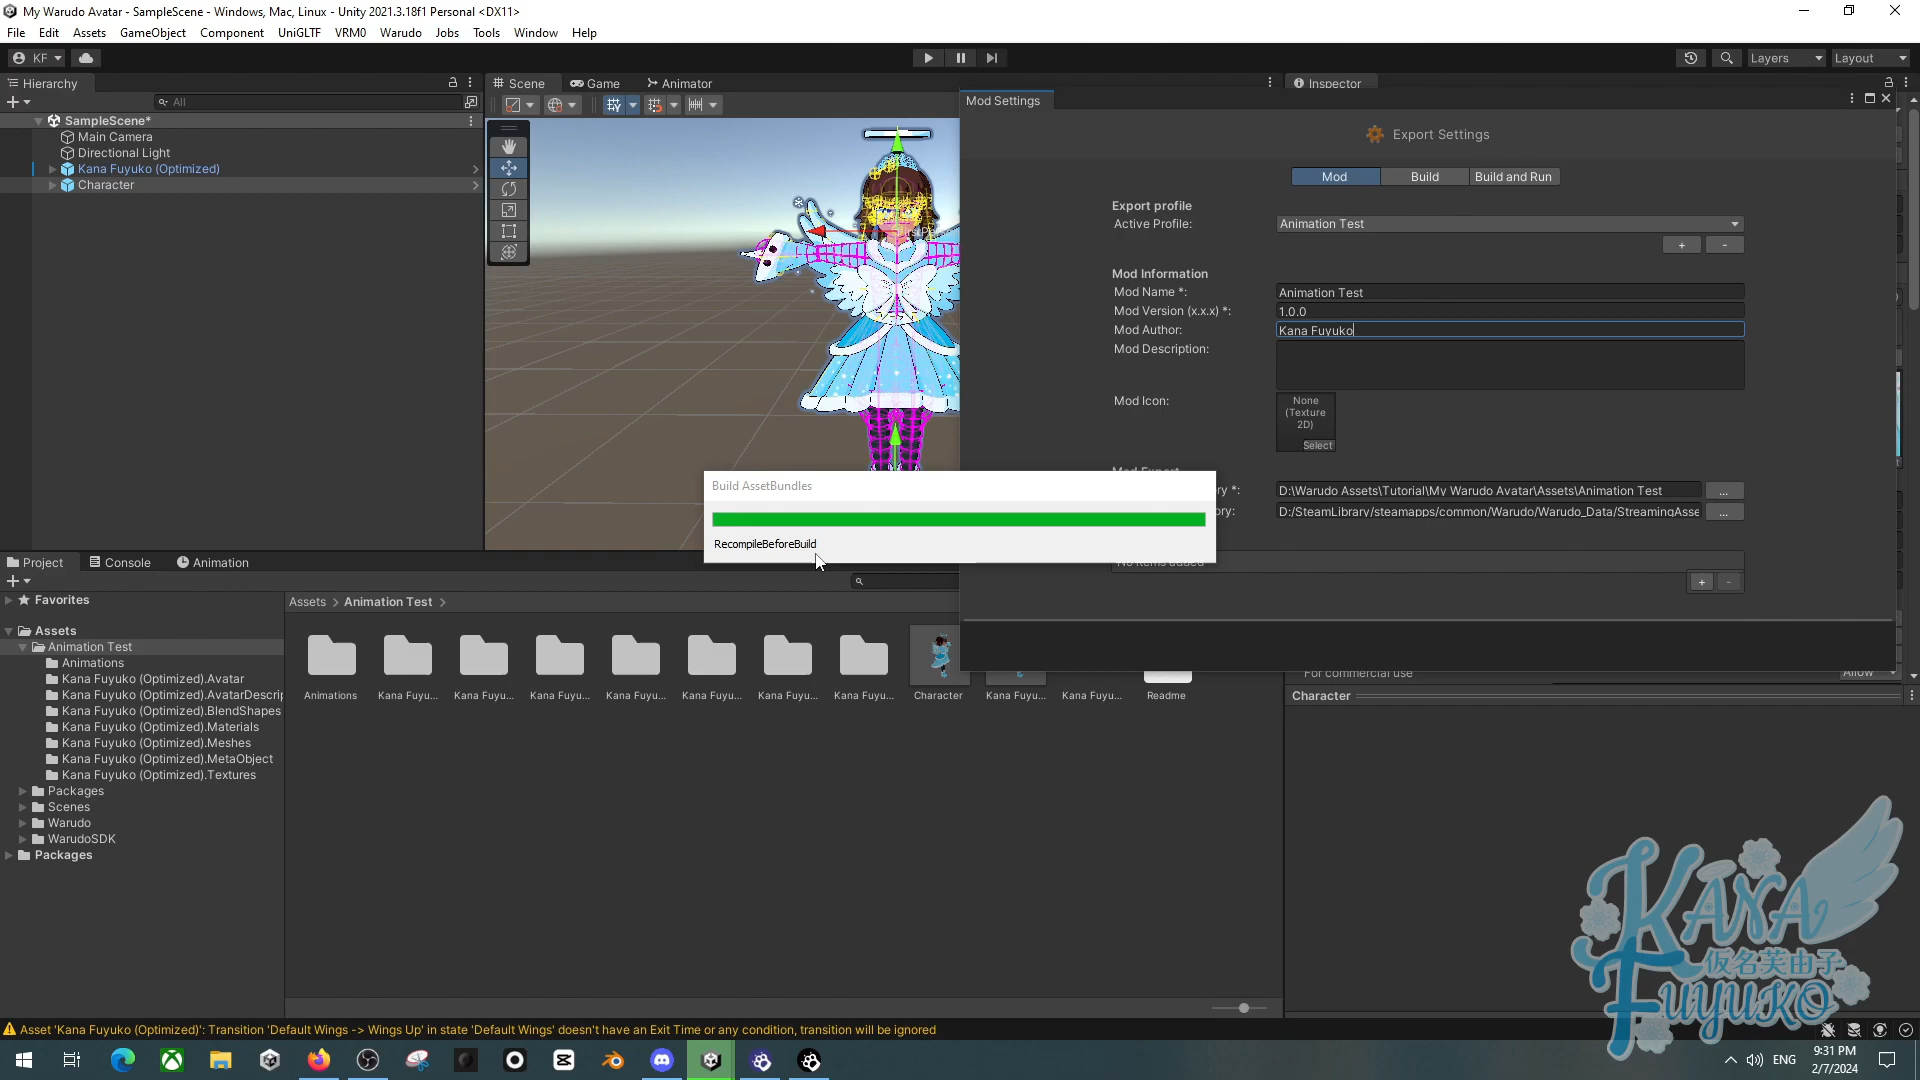 My Warudo Avatar - SampleScene - Windows, Mac, Linux - Unity 2021.3.18f1 Personal <DX11>
File Edit Assets GameObject Component UniGLTF VRM0 Warudo Jobs Tools Window Help
KF
Layers
Layout
Hierarchy
Scene
Game
Animator
Inspector
All
Mod Settings
SampleScene*
Main Camera
Directional Light
Kana Fuyuko (Optimized)
Character
Export Settings
Mod
Build
Build and Run
Export profile
Active Profile:
Animation Test
+
-
Mod Information
Mod Name *:
Animation Test
Mod Version (x.x.x) *:
1.0.0
Mod Author:
Kana Fuyuko
Mod Description:
Mod Icon:
None
(Texture
2D)
Select
Mod Export
ry *:
D:\Warudo Assets\Tutorial\My Warudo Avatar\Assets\Animation Test
...
ory:
D:/SteamLibrary/steamapps/common/Warudo/Warudo_Data/StreamingAsse
...
No items added
+
-
Build AssetBundles
RecompileBeforeBuild
Project
Console
Animation
Favorites
Assets
Animation Test
Animations
Kana Fuyuko (Optimized).Avatar
Kana Fuyuko (Optimized).AvatarDescrip
Kana Fuyuko (Optimized).BlendShapes
Kana Fuyuko (Optimized).Materials
Kana Fuyuko (Optimized).Meshes
Kana Fuyuko (Optimized).MetaObject
Kana Fuyuko (Optimized).Textures
Packages
Scenes
Warudo
WarudoSDK
Packages
Assets > Animation Test >
Animations
Kana Fuyu...
Kana Fuyu...
Kana Fuyu...
Kana Fuyu...
Kana Fuyu...
Kana Fuyu...
Kana Fuyu...
Character
Kana Fuyu...
Kana Fuyu...
Readme
For commercial use
Allow
Character
KANA
仮名芙由子
FUYUKO
Asset 'Kana Fuyuko (Optimized)': Transition 'Default Wings -> Wings Up' in state 'Default Wings' doesn't have an Exit Time or any condition, transition will be ignored
ENG
9:31 PM
2/7/2024